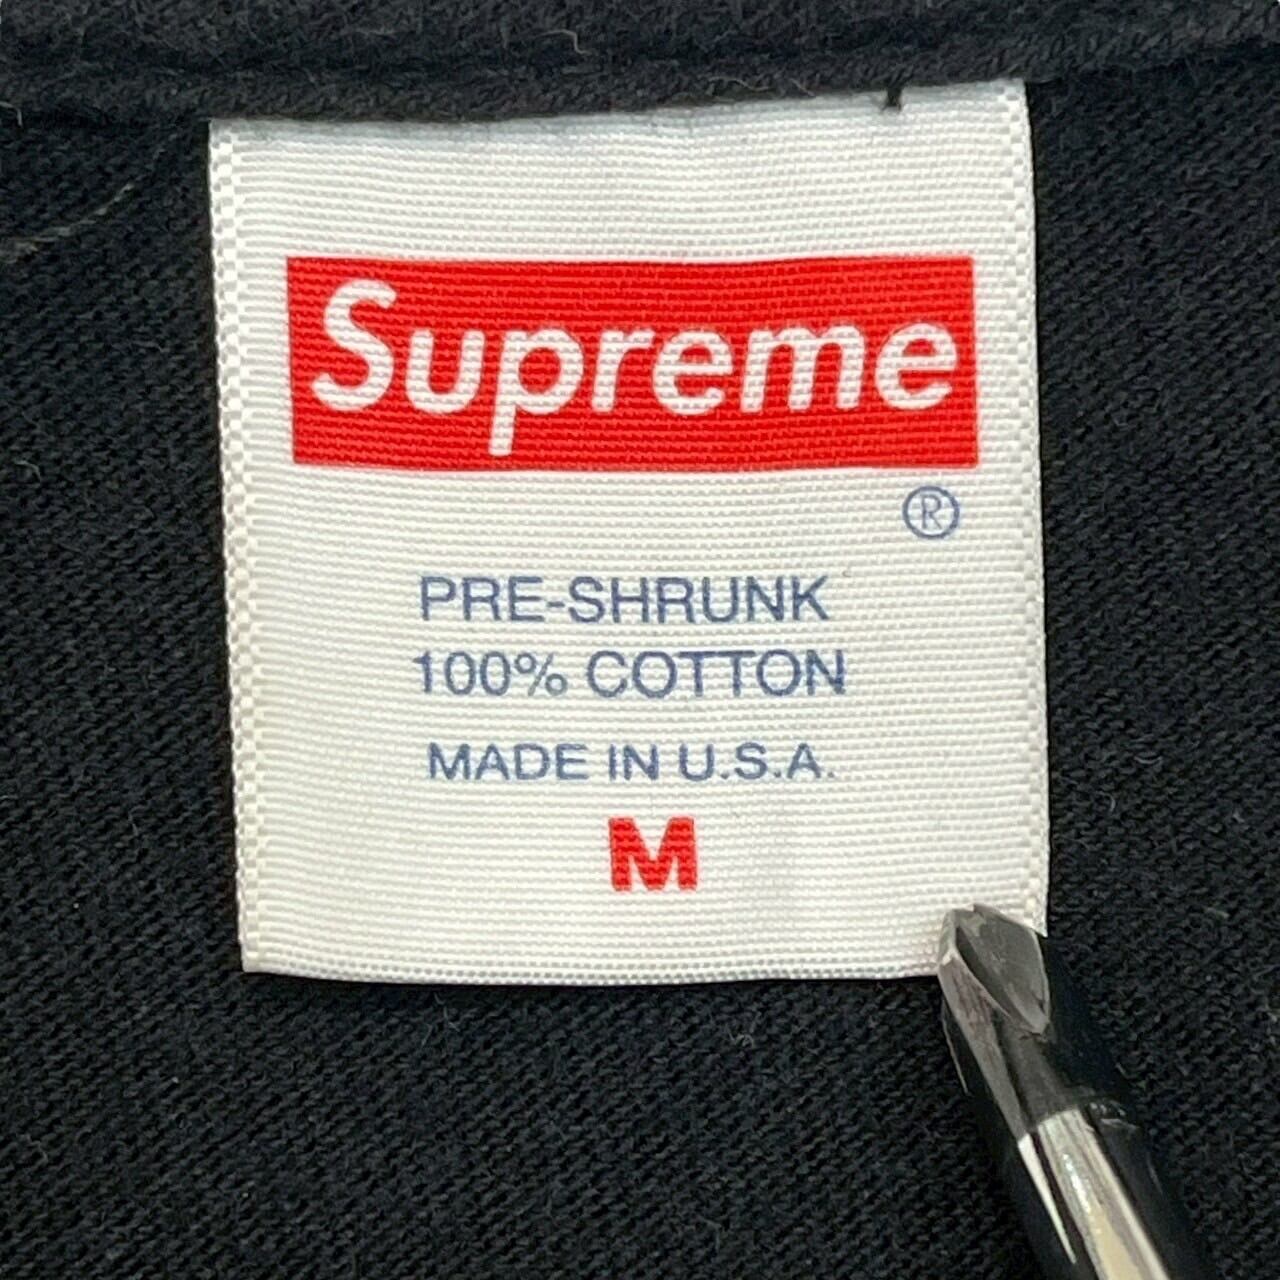 Supreme
®
PRE-SHRUNK
100% COTTON
MADE IN U.S.A.
M